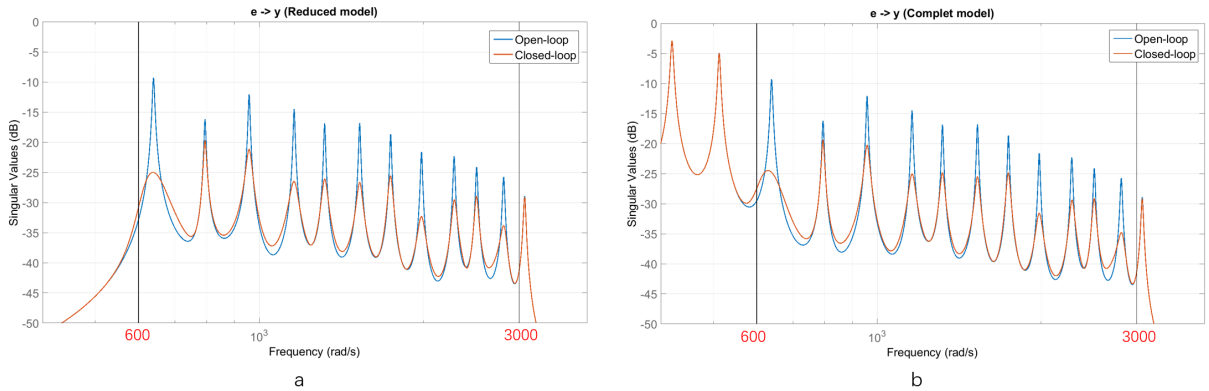 e -> y (Reduced model)
0
-5
-10
-15
-20
-25
-30
-35
-40
-45
-50
Singular Values (dB)
Open-loop
Closed-loop
600
10³
3000
Frequency (rad/s)
a
e -> y (Complet model)
0
-5
-10
-15
-20
-25
-30
-35
-40
-45
-50
Singular Values (dB)
Open-loop
Closed-loop
600
10³
3000
Frequency (rad/s)
b